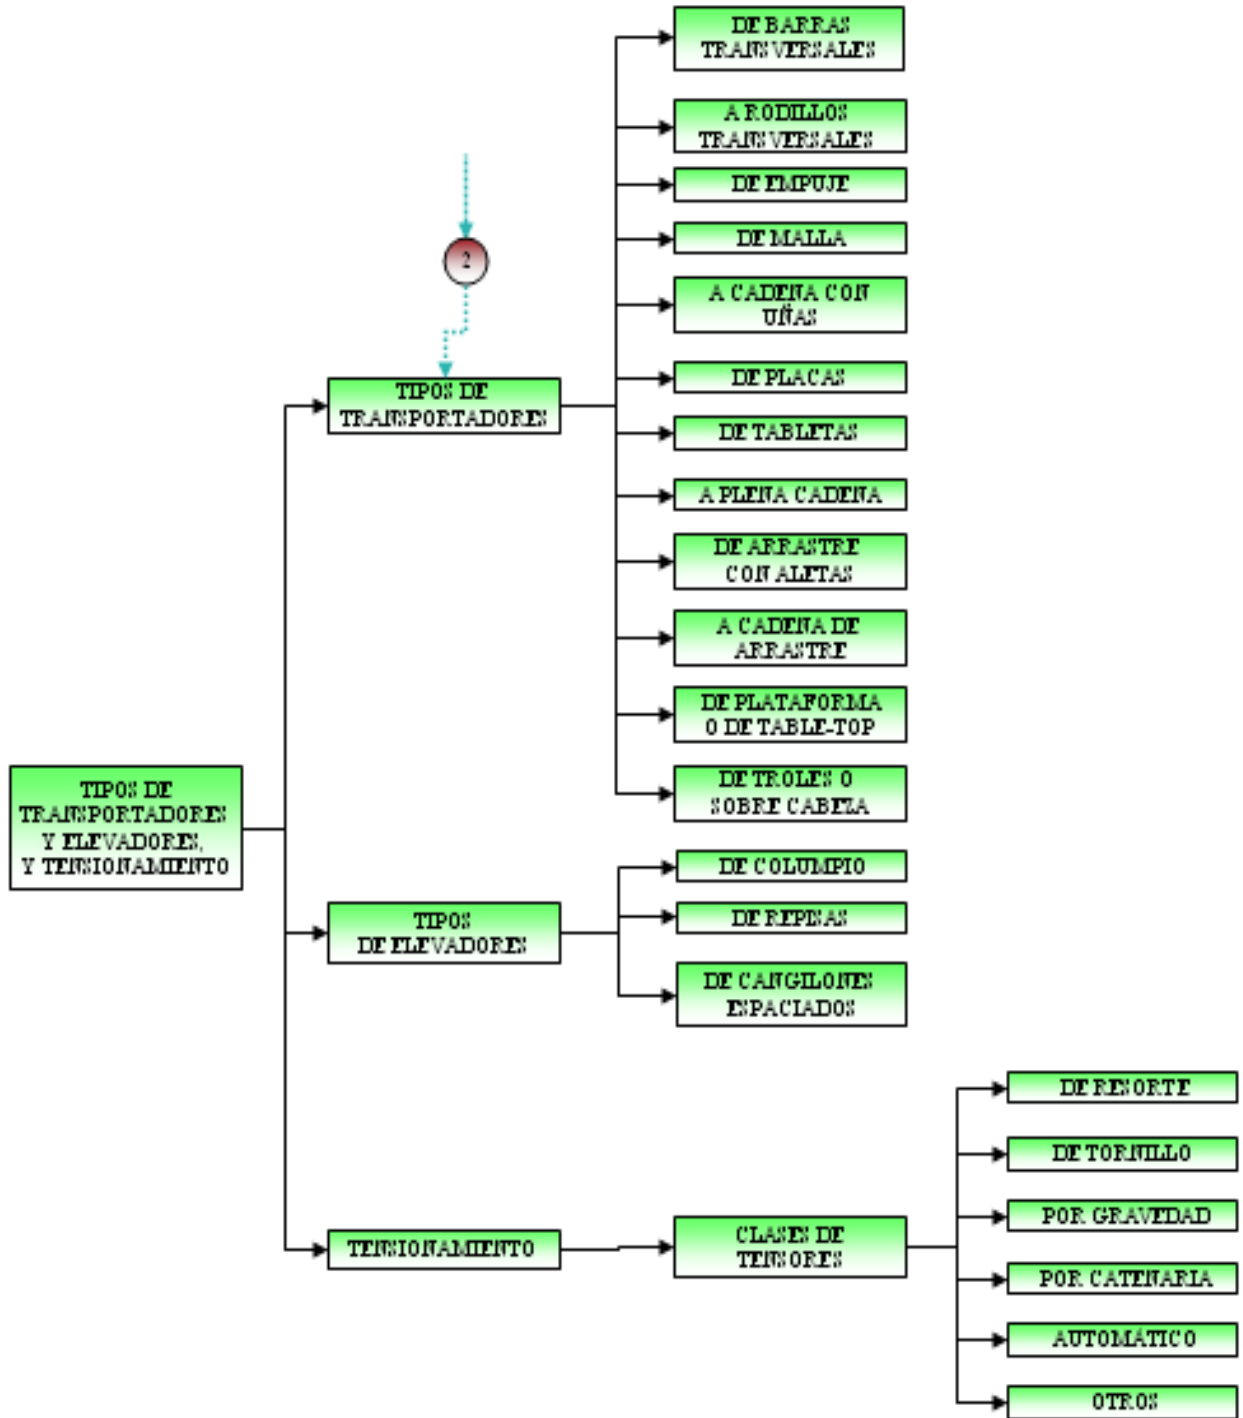 DE BARRAS
TRANSVERSALES
A RODILLOS
TRANSVERSALES
DE EMPUJE
DE MALLA
2
A CADENA CON
UÑAS
DE PLACAS
TIPOS DE
TRANSPORTADORES
DE TABLETAS
A PLENA CADENA
DE ARRASTRE
CON ALETAS
A CADENA DE
ARRASTRE
DE PLATAFORMA
O DE TABLE-TOP
DE TROLES O
SOBRE CABEZA
TIPOS DE
TRANSPORTADORES
Y ELEVADORES,
Y TENSIONAMIENTO
DE COLUMPIO
TIPOS
DE ELEVADORES
DE REPISAS
DE CANGILONES
ESPACIADOS
TENSIONAMIENTO
CLASES DE
TENSORES
DE RESORTE
DE TORNILLO
POR GRAVEDAD
POR CATENARIA
AUTOMÁTICO
OTROS